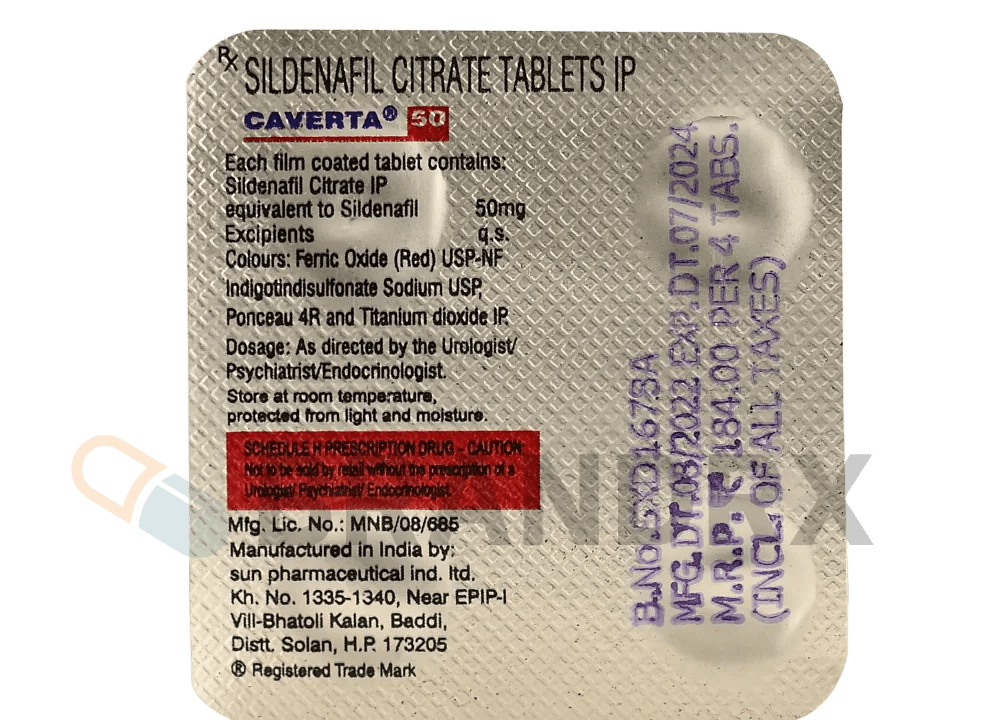 Rx SILDENAFIL CITRATE TABLETS IP
CAVERTA® 50
Each film coated tablet contains:
Sildenafil Citrate IP
equivalent to Sildenafil 50mg
Excipients q.s.
Colours: Ferric Oxide (Red) USP-NF
Indigotindisulfonate Sodium USP,
Ponceau 4R and Titanium dioxide IP.
Dosage: As directed by the Urologist/
Psychiatrist/Endocrinologist.
Store at room temperature,
protected from light and moisture.
SCHEDULE H PRESCRIPTION DRUG - CAUTION
Not to be sold by retail without the prescription of a
Urologist/ Psychiatrist/ Endocrinologist.
Mfg. Lic. No.: MNB/08/685
Manufactured in India by:
sun pharmaceutical ind. ltd.
Kh. No. 1335-1340, Near EPIP-I
Vill-Bhatoli Kalan, Baddi,
Distt. Solan, H.P. 173205
® Registered Trade Mark
B.No.GXD1678A
MFG.DT.08/2022 EXP.DT.07/2024
M.R.P. ₹ 184.00 PER 4 TABS.
(INCL. OF ALL TAXES)